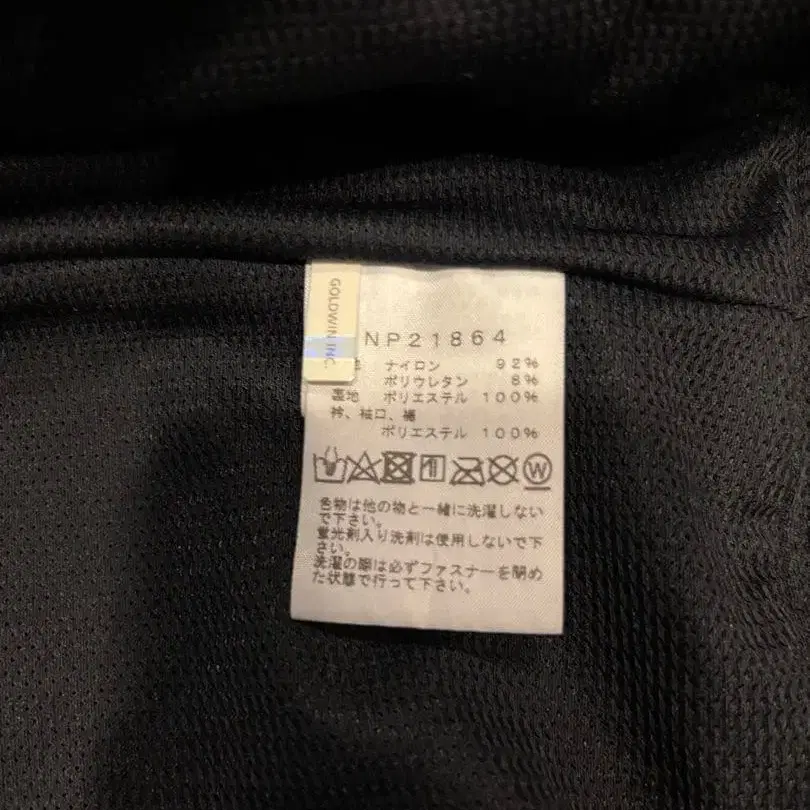 GOLDWIN INC.
NP21864
ナイロン 92%
ポリウレタン 8%
裏地 ポリエステル 100%
衿、袖口、裾
ポリエステル 100%
W
色物は他の物と一緒に洗濯しない
で下さい。
蛍光剤入り洗剤は使用しないで下
さい。
洗濯の際は必ずファスナーを閉め
た状態で行って下さい。